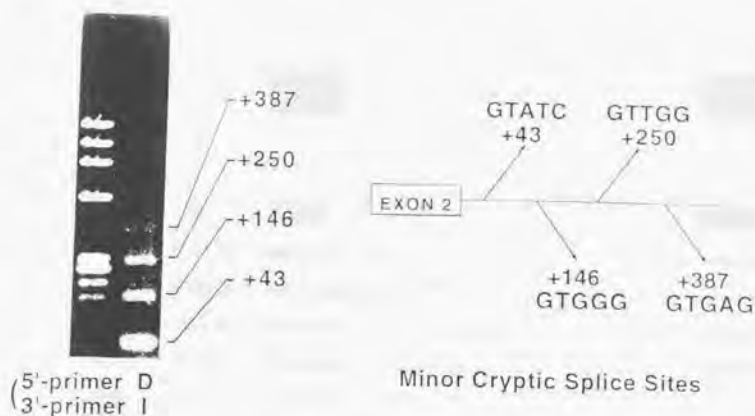 +387
+250
+146
+43
(5'-primer D
3'-primer I
GTATC
+43
GTTGG
+250
EXON 2
+146
GTGGG
+387
GTGAG
Minor Cryptic Splice Sites